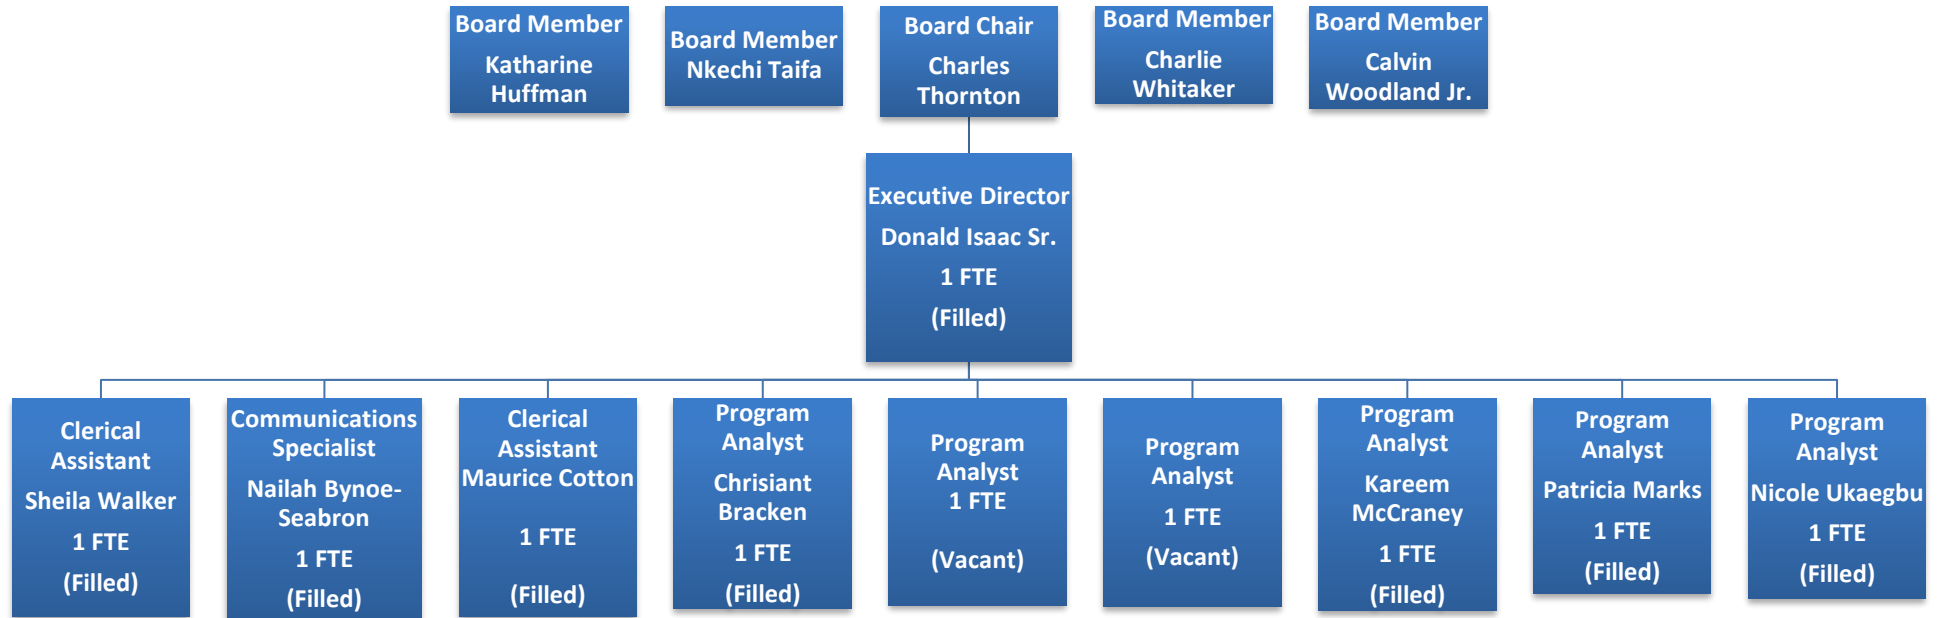 Board Member
Katharine
Huffman
Board Member
Nkechi Taifa
Board Chair
Charles
Thornton
Board Member
Charlie
Whitaker
Board Member
Calvin
Woodland Jr.
Executive Director
Donald Isaac Sr.
1 FTE
(Filled)
Clerical
Assistant
Sheila Walker
1 FTE
(Filled)
Communications
Specialist
Nailah Bynoe-
Seabron
1 FTE
(Filled)
Clerical
Assistant
Maurice Cotton
1 FTE
(Filled)
Program
Analyst
Chrisiant
Bracken
1 FTE
(Filled)
Program
Analyst
1 FTE
(Vacant)
Program
Analyst
1 FTE
(Vacant)
Program
Analyst
Kareem
McCraney
1 FTE
(Filled)
Program
Analyst
Patricia Marks
1 FTE
(Filled)
Program
Analyst
Nicole Ukaegbu
1 FTE
(Filled)